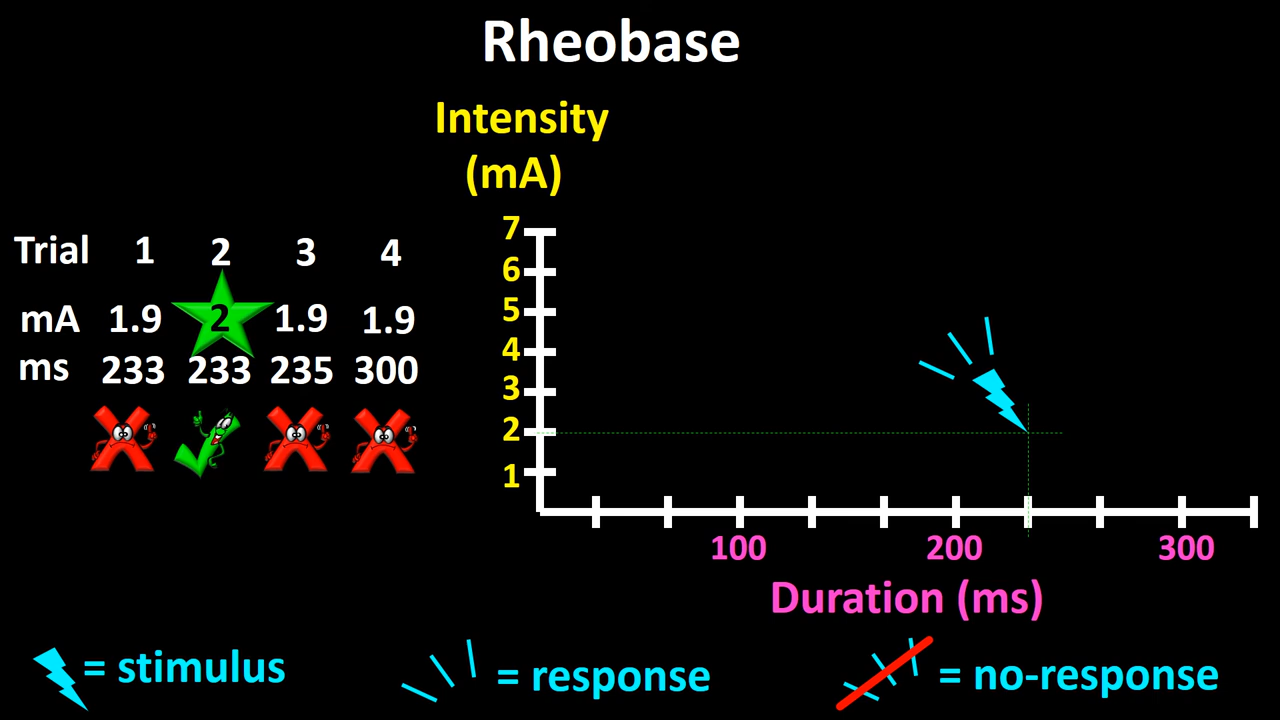 Rheobase
Intensity
(mA)
Trial 1 2 3 4
mA 1.9 2 1.9 1.9
ms 233 233 235 300
7
6
5
4
3
2
1
100 200 300
Duration (ms)
= stimulus
= response
= no-response